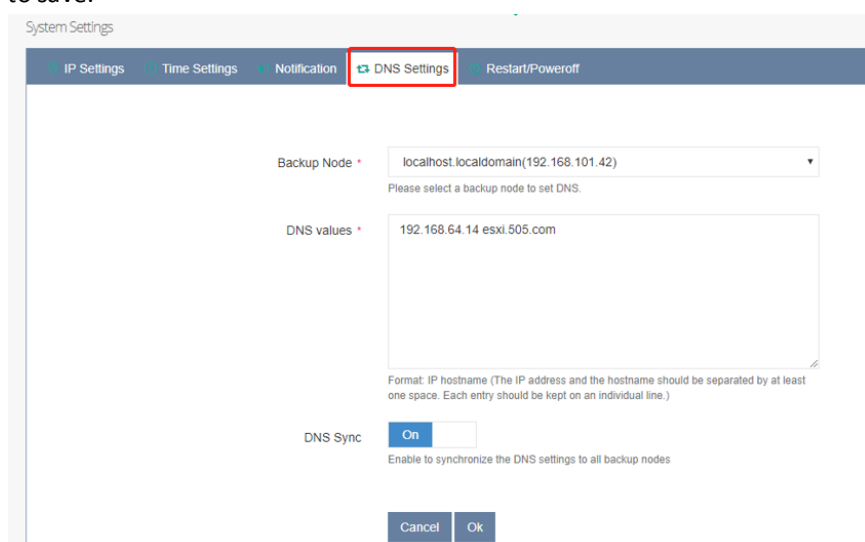 to save.
System Settings
IP Settings Time Settings Notification DNS Settings Restart/Poweroff
Backup Node * localhost.localdomain(192.168.101.42)
Please select a backup node to set DNS.
DNS values * 192.168.64.14 esxi.505.com
Format: IP hostname (The IP address and the hostname should be separated by at least
one space. Each entry should be kept on an individual line.)
DNS Sync On
Enable to synchronize the DNS settings to all backup nodes
Cancel Ok